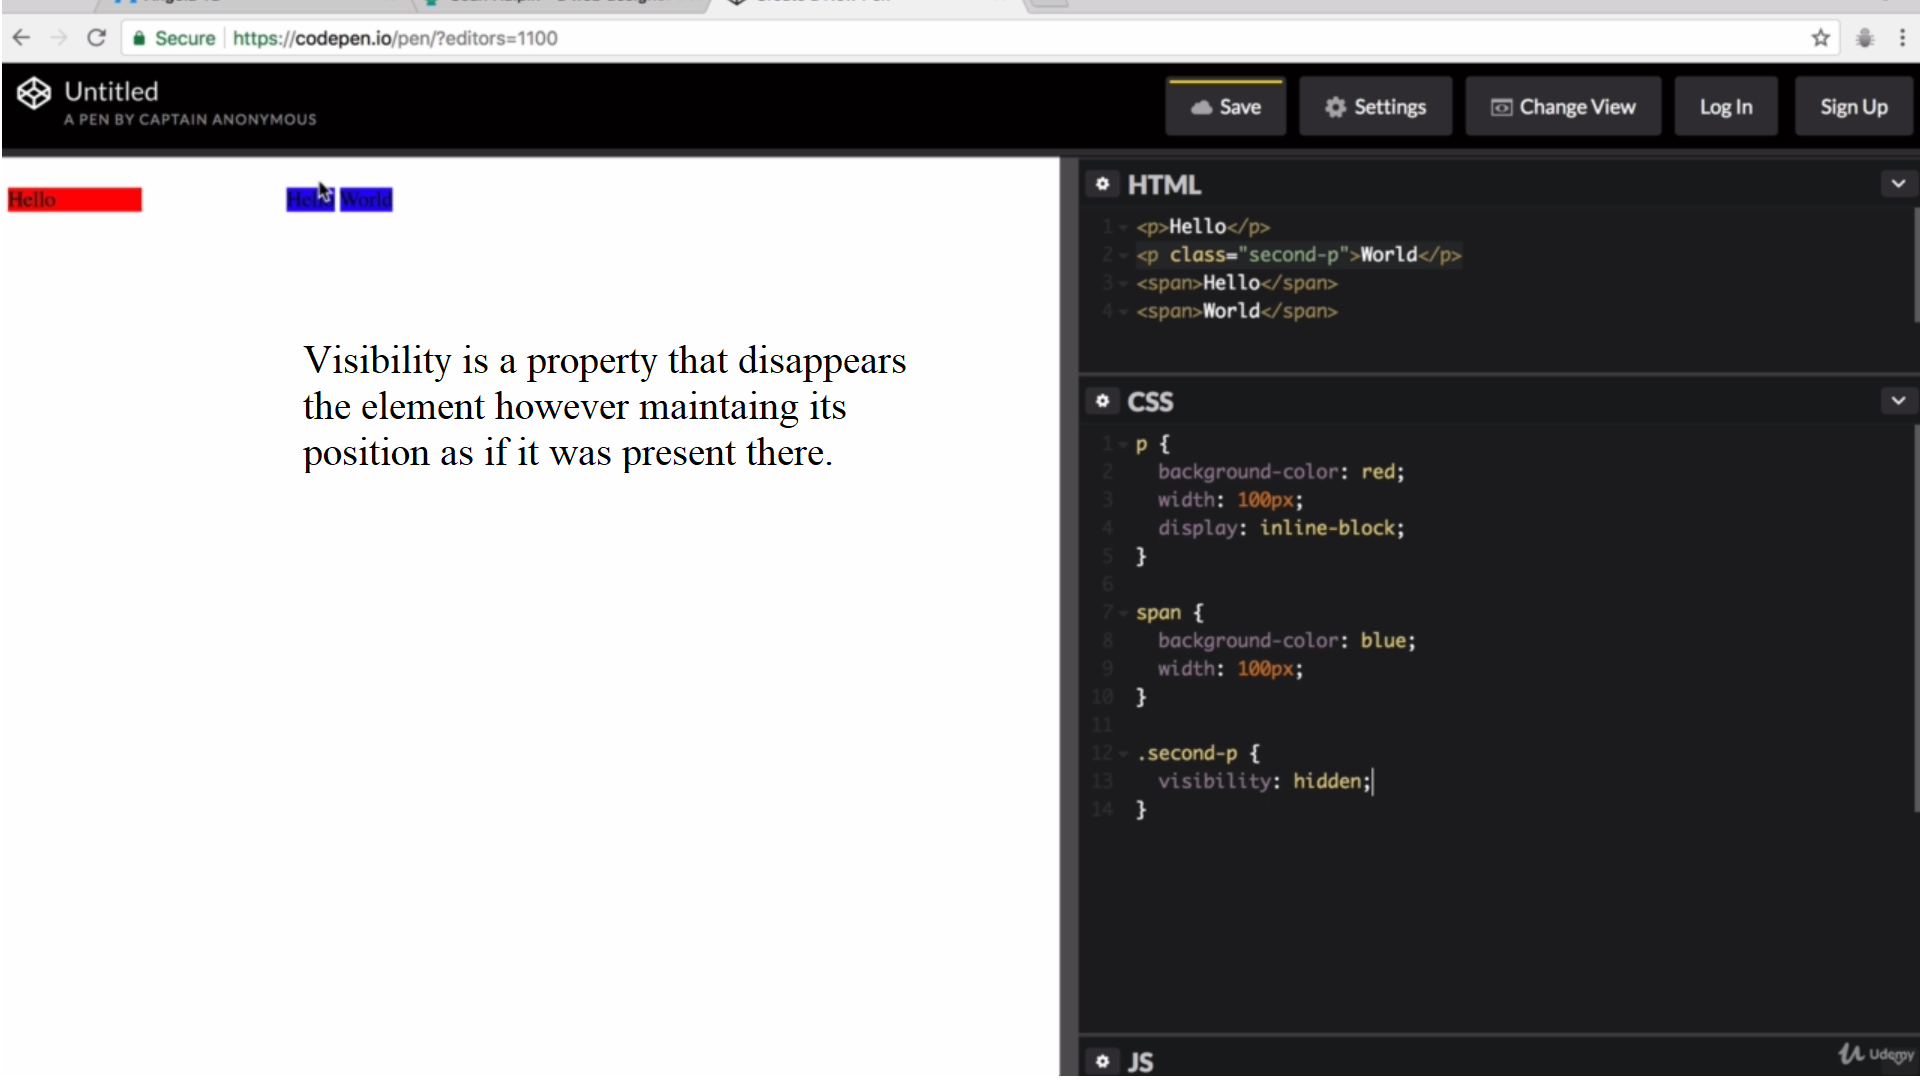 Secure https://codepen.io/pen/?editors=1100
Untitled
A PEN BY CAPTAIN ANONYMOUS
Save Settings Change View Log In Sign Up
Hello Hello World
Visibility is a property that disappears
the element however maintaing its
position as if it was present there.
HTML
1 <p>Hello</p>
2 <p class="second-p">World</p>
3 <span>Hello</span>
4 <span>World</span>
CSS
1 p {
2 background-color: red;
3 width: 100px;
4 display: inline-block;
5 }
6
7 span {
8 background-color: blue;
9 width: 100px;
10 }
11
12 .second-p {
13 visibility: hidden;
14 }
JS
Udemy